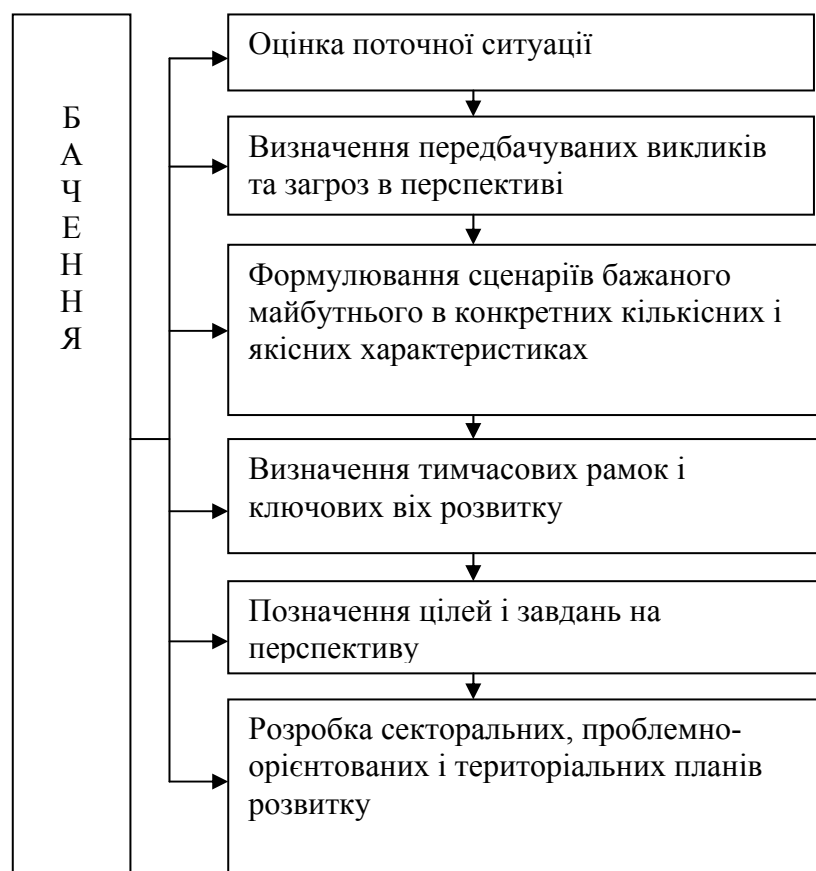 БАЧЕННЯ
Оцінка поточної ситуації
Визначення передбачуваних викликів
та загроз в перспективі
Формулювання сценаріїв бажаного
майбутнього в конкретних кількісних і
якісних характеристиках
Визначення тимчасових рамок і
ключових віх розвитку
Позначення цілей і завдань на
перспективу
Розробка секторальних, проблемно-
орієнтованих і територіальних планів
розвитку